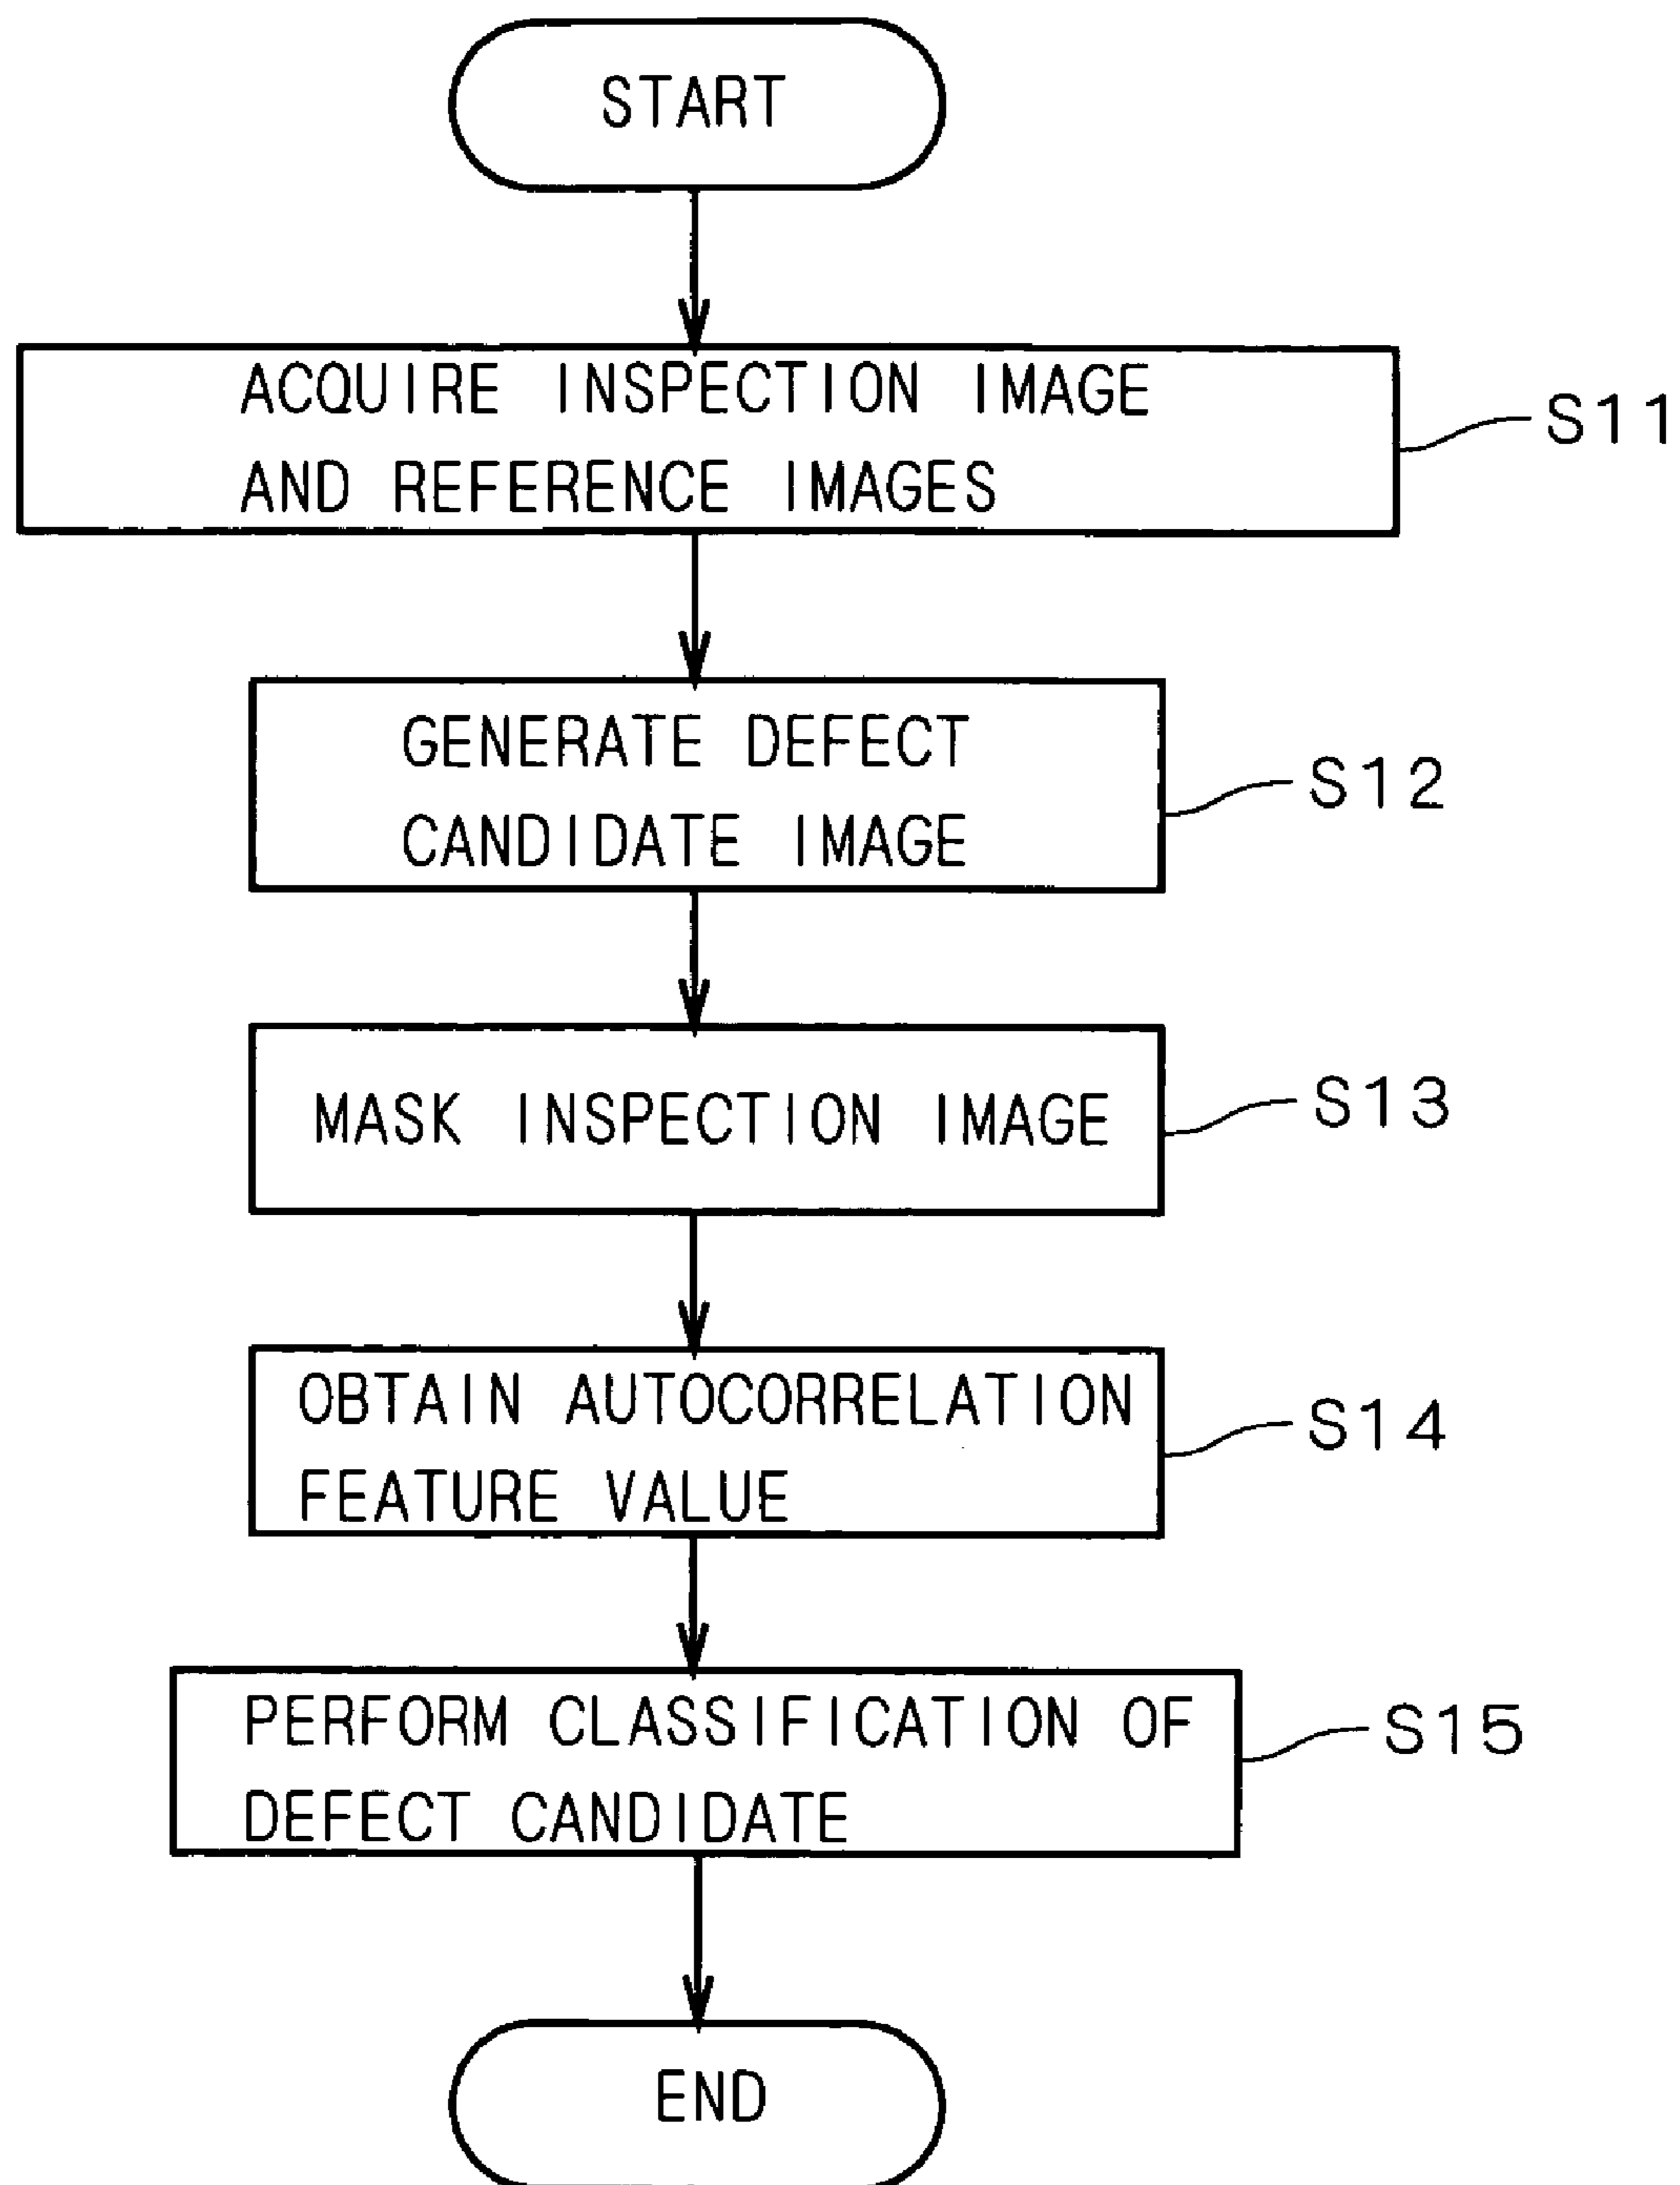 START
ACQUIRE INSPECTION IMAGE
AND REFERENCE IMAGES
S11
GENERATE DEFECT
CANDIDATE IMAGE
S12
MASK INSPECTION IMAGE
S13
OBTAIN AUTOCORRELATION
FEATURE VALUE
S14
PERFORM CLASSIFICATION OF
DEFECT CANDIDATE
S15
END